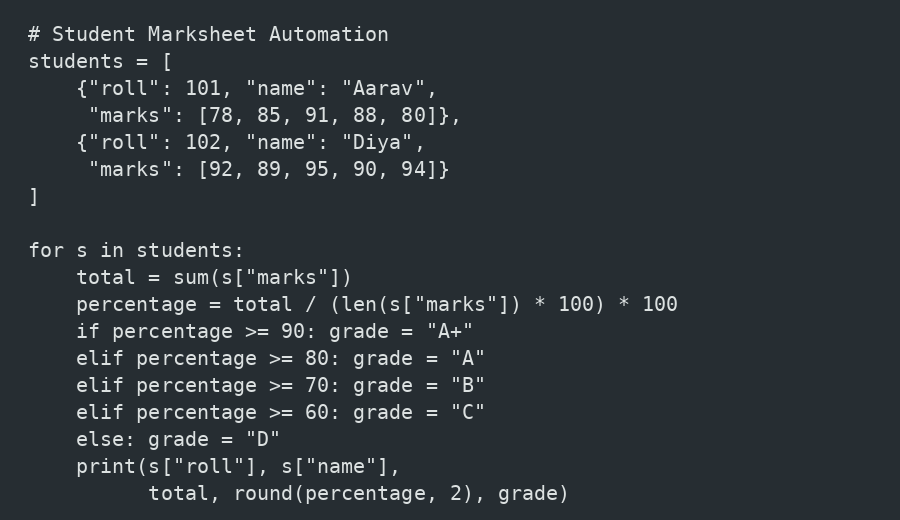 # Student Marksheet Automation
students = [
    {"roll": 101, "name": "Aarav",
     "marks": [78, 85, 91, 88, 80]},
    {"roll": 102, "name": "Diya",
     "marks": [92, 89, 95, 90, 94]}
]

for s in students:
    total = sum(s["marks"])
    percentage = total / (len(s["marks"]) * 100) * 100
    if percentage >= 90: grade = "A+"
    elif percentage >= 80: grade = "A"
    elif percentage >= 70: grade = "B"
    elif percentage >= 60: grade = "C"
    else: grade = "D"
    print(s["roll"], s["name"],
          total, round(percentage, 2), grade)